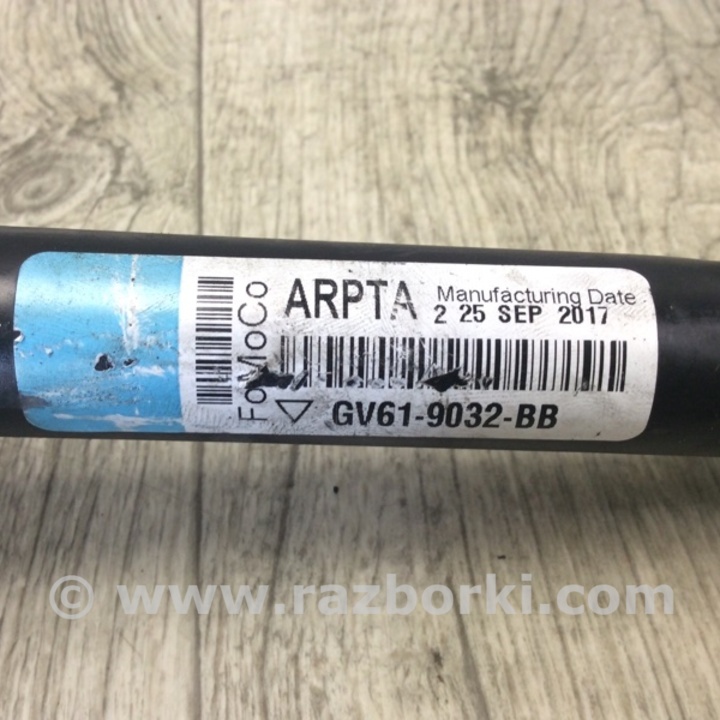 FoMoCo
ARPTA Manufacturing Date
2 25 SEP 2017
GV61-9032-BB
© www.razborki.com